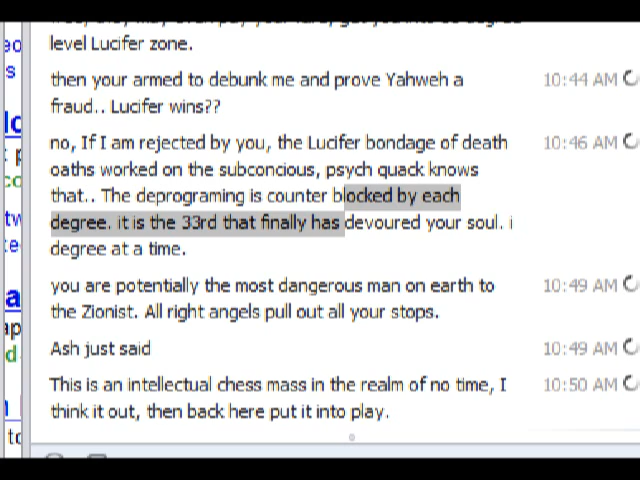 level Lucifer zone.
then your armed to debunk me and prove Yahweh a 10:44 AM
fraud.. Lucifer wins??
no, If I am rejected by you, the Lucifer bondage of death 10:46 AM
oaths worked on the subconcious, psych quack knows
that.. The deprograming is counter blocked by each
degree. it is the 33rd that finally has devoured your soul. i
degree at a time.
you are potentially the most dangerous man on earth to 10:49 AM
the Zionist. All right angels pull out all your stops.
Ash just said 10:49 AM
This is an intellectual chess mass in the realm of no time, I 10:50 AM
think it out, then back here put it into play.